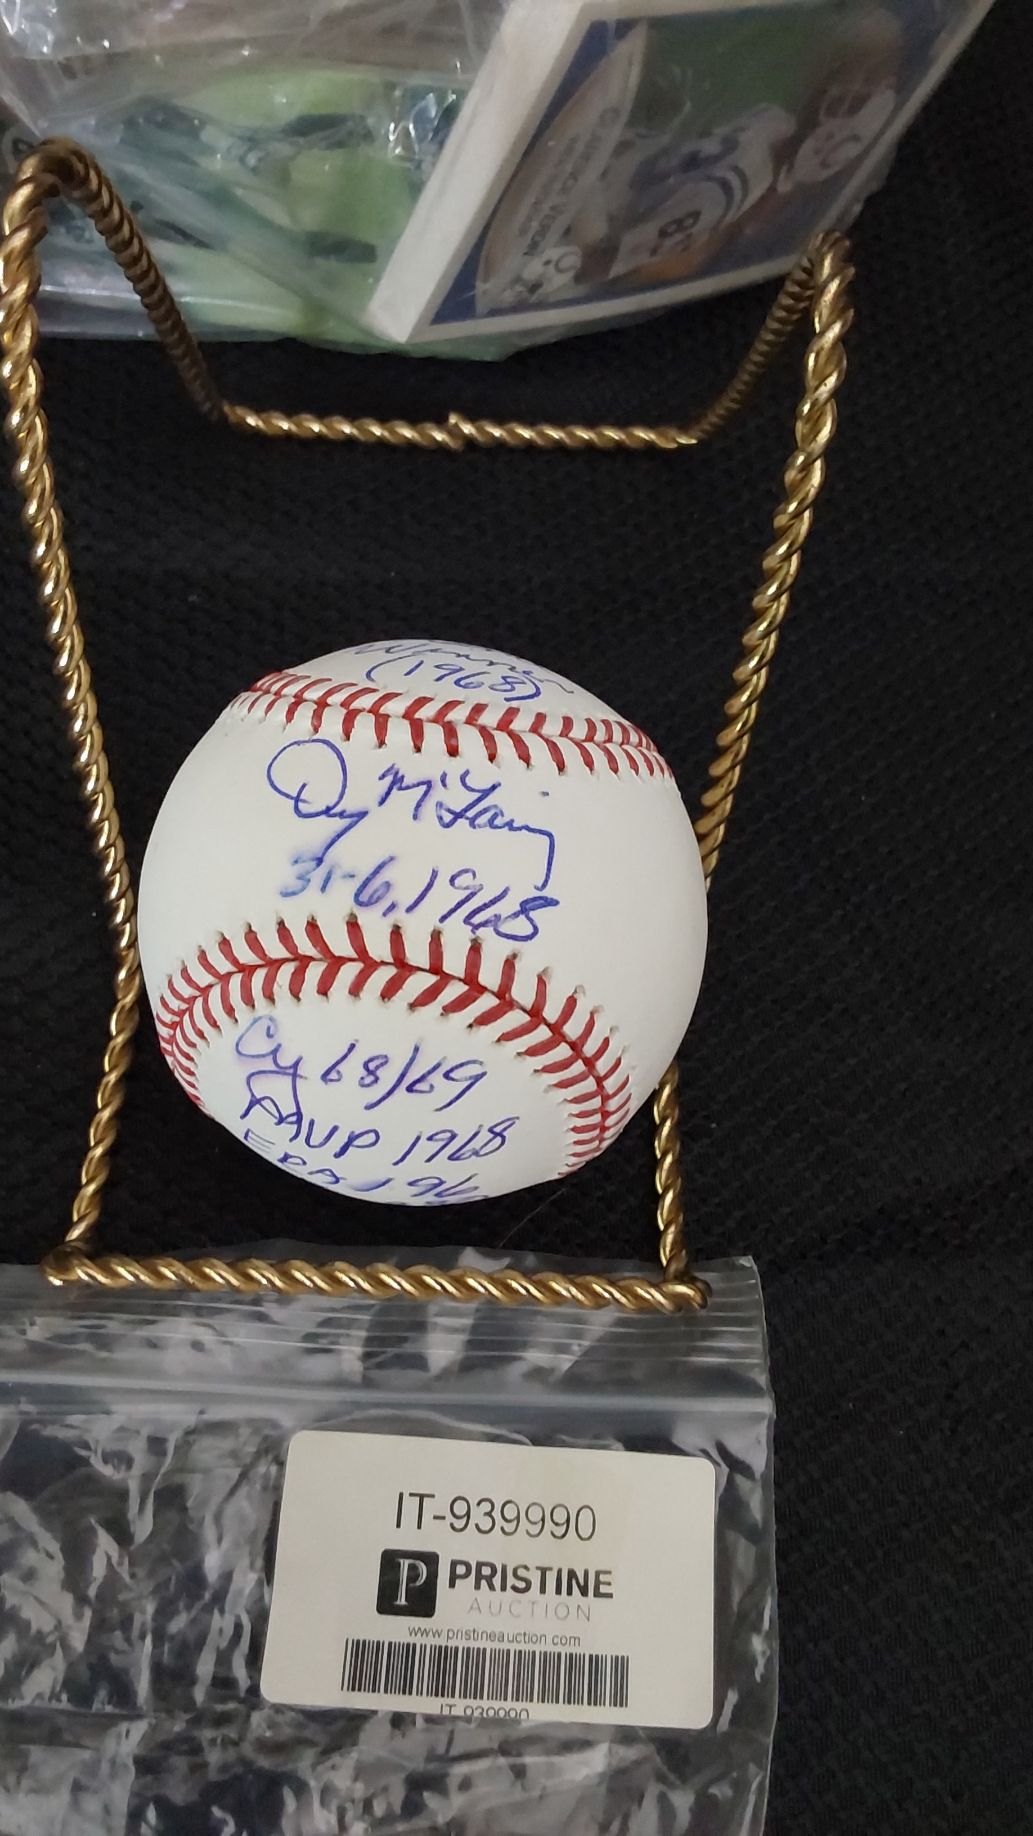 Winner
(1968)
Denny McLain
31-6, 1968
Cy 68/69
MVP 1968
IT-939990
P PRISTINE
AUCTION
www.pristineauction.com
IT-939990